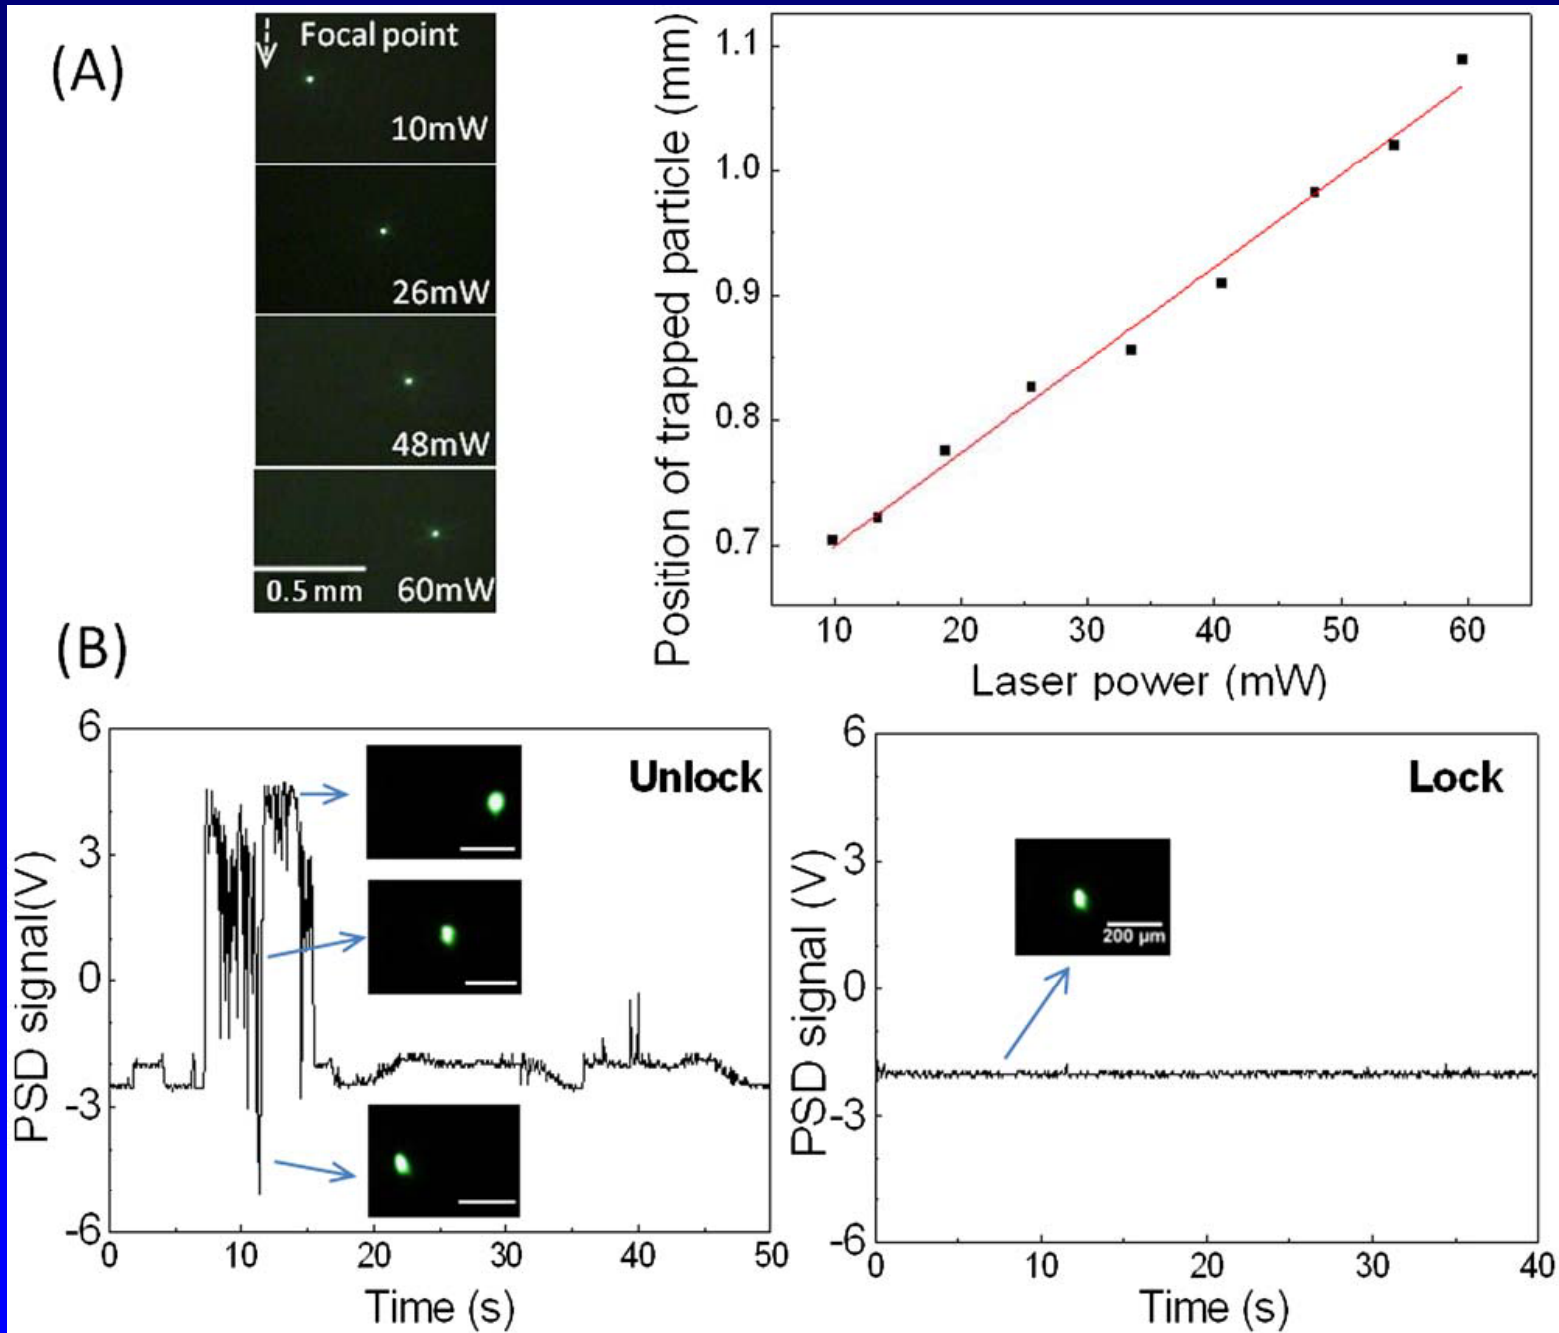 (A)
Focal point
10mW
26mW
48mW
0.5 mm
60mW
Position of trapped particle (mm)
1.1
1.0
0.9
0.8
0.7
10 20 30 40 50 60
Laser power (mW)
(B)
PSD signal(V)
6
3
0
-3
-6
Unlock
0 10 20 30 40 50
Time (s)
PSD signal (V)
6
3
0
-3
-6
Lock
200 µm
0 10 20 30 40
Time (s)